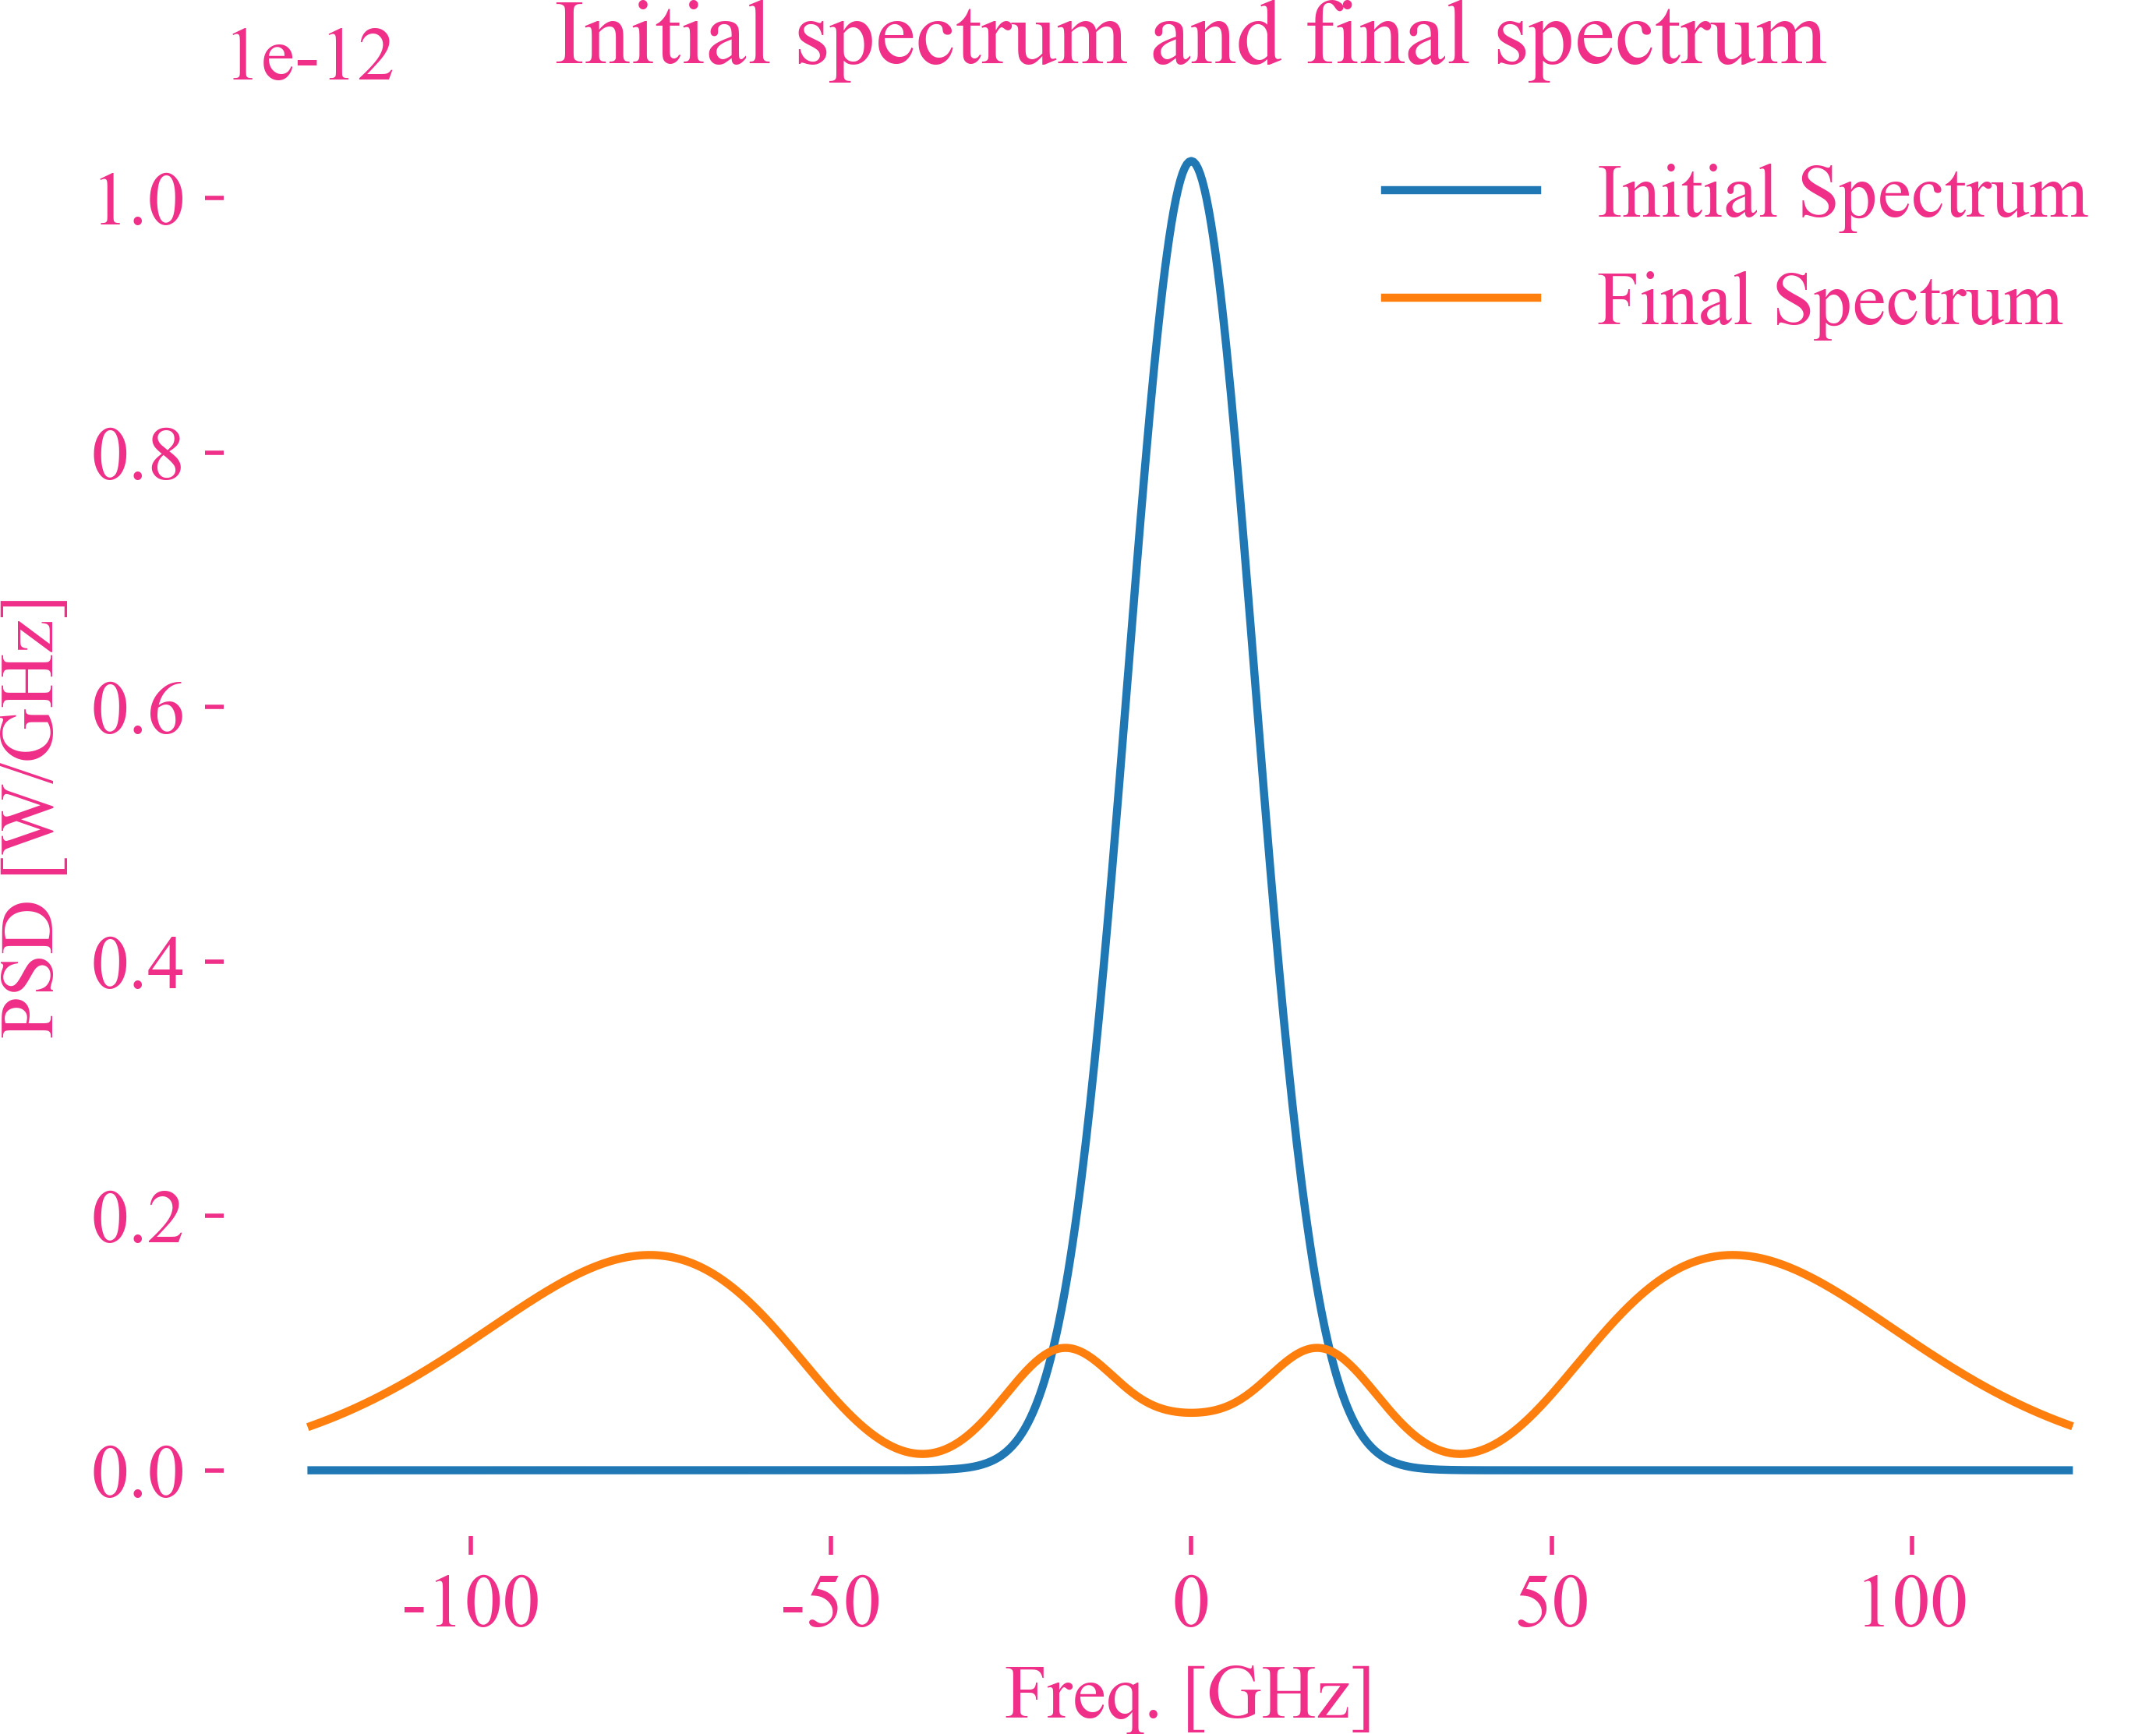 Initial spectrum and final spectrum
1e-12
Initial Spectrum
Final Spectrum
1.0
0.8
0.6
0.4
0.2
0.0
PSD [W/GHz]
-100 -50 0 50 100
Freq. [GHz]